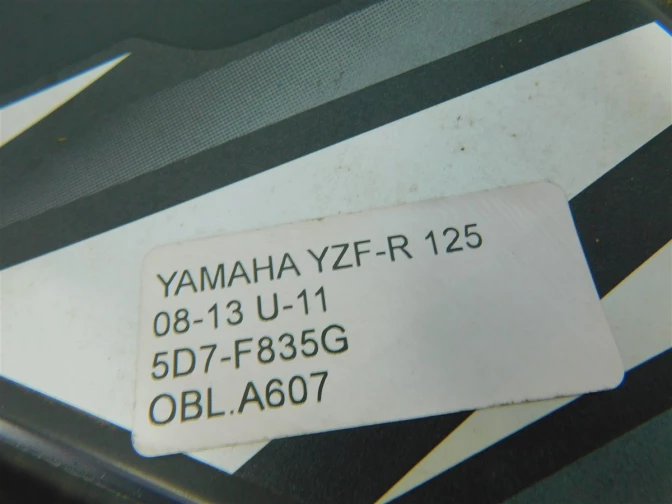 YAMAHA YZF-R 125
08-13 U-11
5D7-F835G
OBL.A607